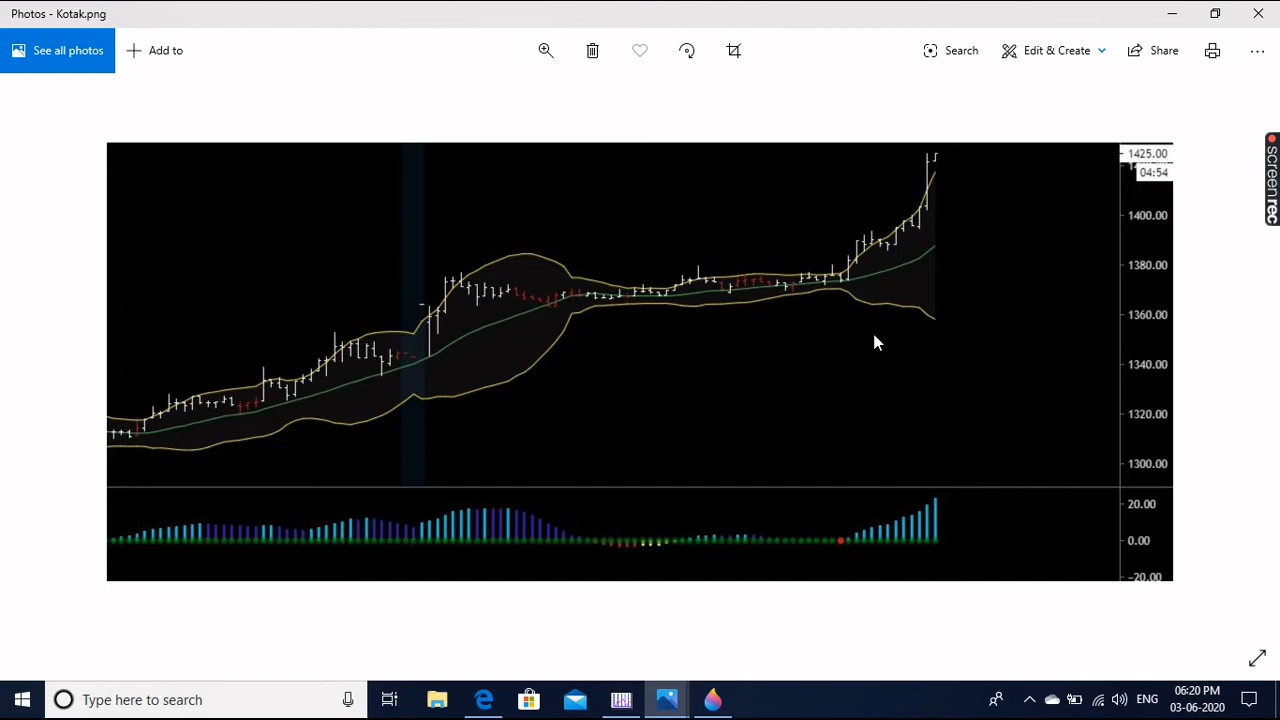 Photos - Kotak.png
See all photos
Add to
Search
Edit & Create
Share
screenrec
1425.00
04:54
1400.00
1380.00
1360.00
1340.00
1320.00
1300.00
20.00
0.00
-20.00
Type here to search
ENG
06:20 PM
03-06-2020